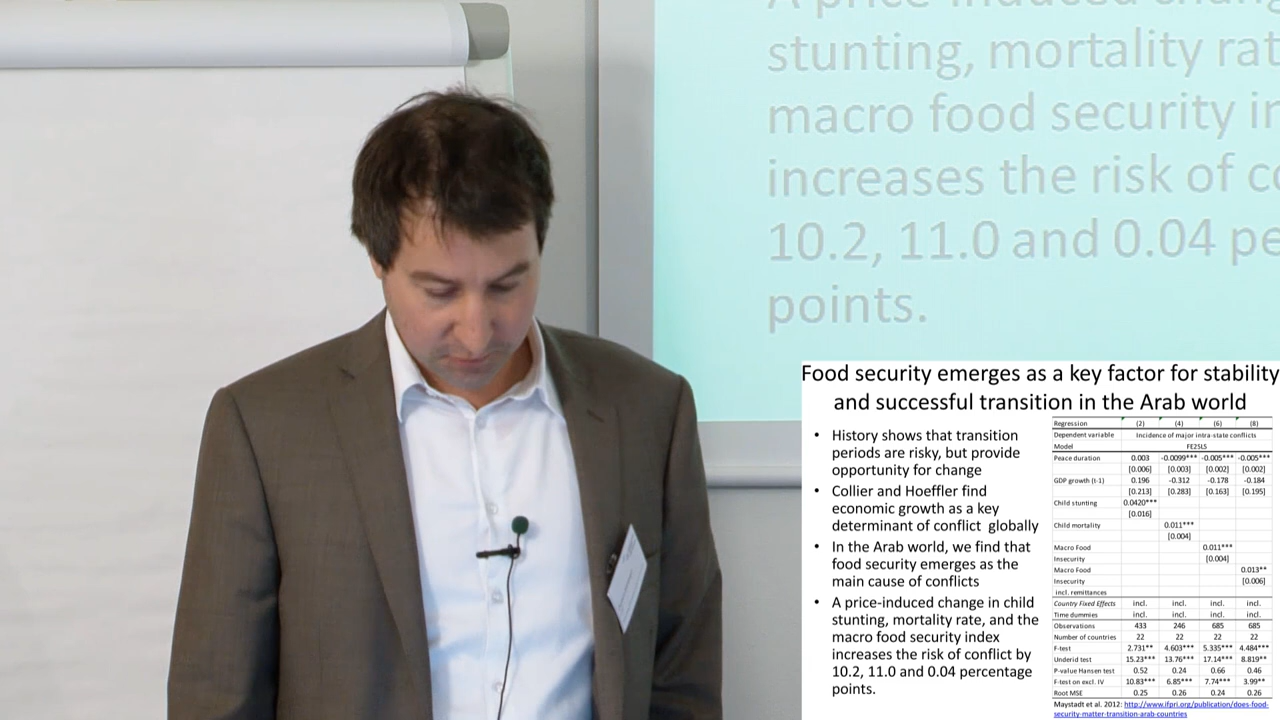 A price-induced chang
stunting, mortality rat
macro food security in
increases the risk of co
10.2, 11.0 and 0.04 pe
points.
Food security emerges as a key factor for stability
and successful transition in the Arab world
• History shows that transition
periods are risky, but provide
opportunity for change
• Collier and Hoeffler find
economic growth as a key
determinant of conflict globally
• In the Arab world, we find that
food security emerges as the
main cause of conflicts
• A price-induced change in child
stunting, mortality rate, and the
macro food security index
increases the risk of conflict by
10.2, 11.0 and 0.04 percentage
points.
Regression (2) (4) (6) (8)
Dependent variable Incidence of major intra-state conflicts
Model FE2SLS
Peace duration 0.003 -0.0099*** -0.005*** -0.005***
[0.006] [0.003] [0.002] [0.002]
GDP growth (t-1) 0.196 -0.312 -0.178 -0.184
[0.213] [0.283] [0.163] [0.195]
Child stunting 0.0420***
[0.016]
Child mortality 0.011***
[0.004]
Macro Food 0.011***
Insecurity [0.004]
Macro Food 0.013**
Insecurity [0.006]
incl. remittances
Country Fixed Effects incl. incl. incl. incl.
Time dummies incl. incl. incl. incl.
Observations 433 246 685 685
Number of countries 22 22 22 22
F-test 2.731** 4.603*** 5.335*** 4.484***
Underid test 15.23*** 13.76*** 17.14*** 8.819**
P-value Hansen test 0.52 0.24 0.66 0.46
F-test on excl. IV 10.83*** 6.85*** 7.74*** 3.99**
Root MSE 0.25 0.26 0.24 0.26
Maystadt et al. 2012: http://www.ifpri.org/publication/does-food-
security-matter-transition-arab-countries